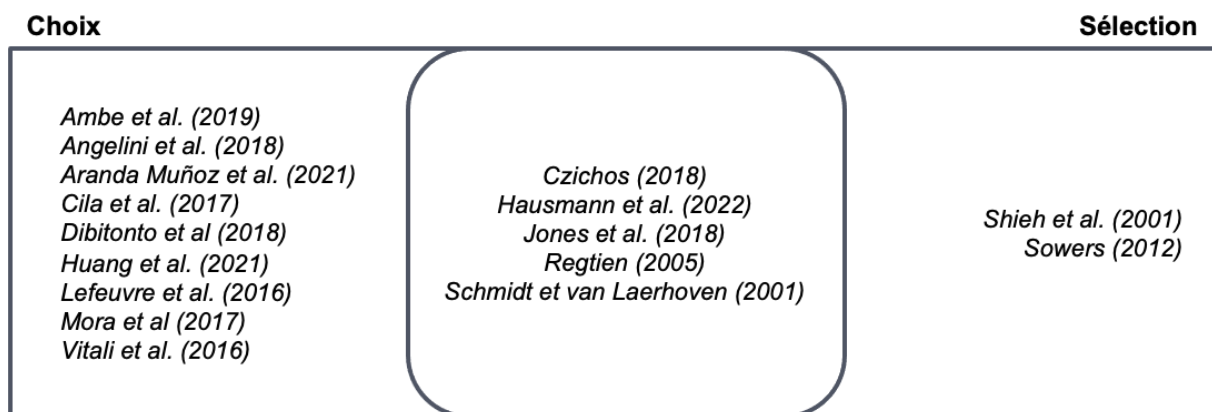 Choix
Sélection
Ambe et al. (2019)
Angelini et al. (2018)
Aranda Muñoz et al. (2021)
Cila et al. (2017)
Dibitonto et al (2018)
Huang et al. (2021)
Lefeuvre et al. (2016)
Mora et al (2017)
Vitali et al. (2016)
Czichos (2018)
Hausmann et al. (2022)
Jones et al. (2018)
Regtien (2005)
Schmidt et van Laerhoven (2001)
Shieh et al. (2001)
Sowers (2012)